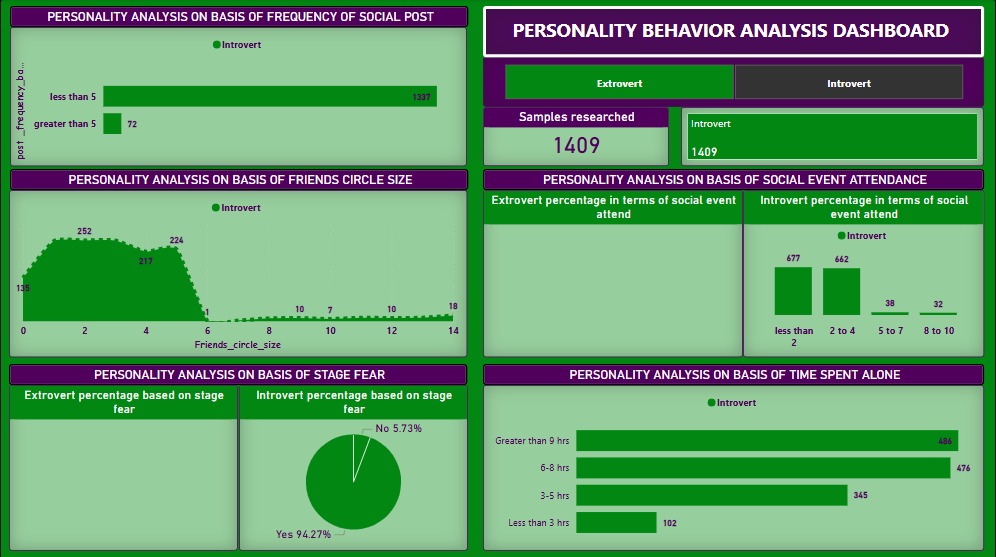 PERSONALITY ANALYSIS ON BASIS OF FREQUENCY OF SOCIAL POST
Introvert
post _frequency_ba...
less than 5
1337
greater than 5
72
PERSONALITY BEHAVIOR ANALYSIS DASHBOARD
Extrovert
Introvert
Samples researched
1409
Introvert
1409
PERSONALITY ANALYSIS ON BASIS OF FRIENDS CIRCLE SIZE
Introvert
135
252
217
224
1
10
7
10
18
0 2 4 6 8 10 12 14
Friends_circle_size
PERSONALITY ANALYSIS ON BASIS OF SOCIAL EVENT ATTENDANCE
Extrovert percentage in terms of social event
attend
Introvert percentage in terms of social
event attend
Introvert
677
662
38
32
less than
2
2 to 4
5 to 7
8 to 10
PERSONALITY ANALYSIS ON BASIS OF STAGE FEAR
Extrovert percentage based on stage
fear
Introvert percentage based on stage
fear
No 5.73%
Yes 94.27%
PERSONALITY ANALYSIS ON BASIS OF TIME SPENT ALONE
Introvert
Greater than 9 hrs
486
6-8 hrs
476
3-5 hrs
345
Less than 3 hrs
102